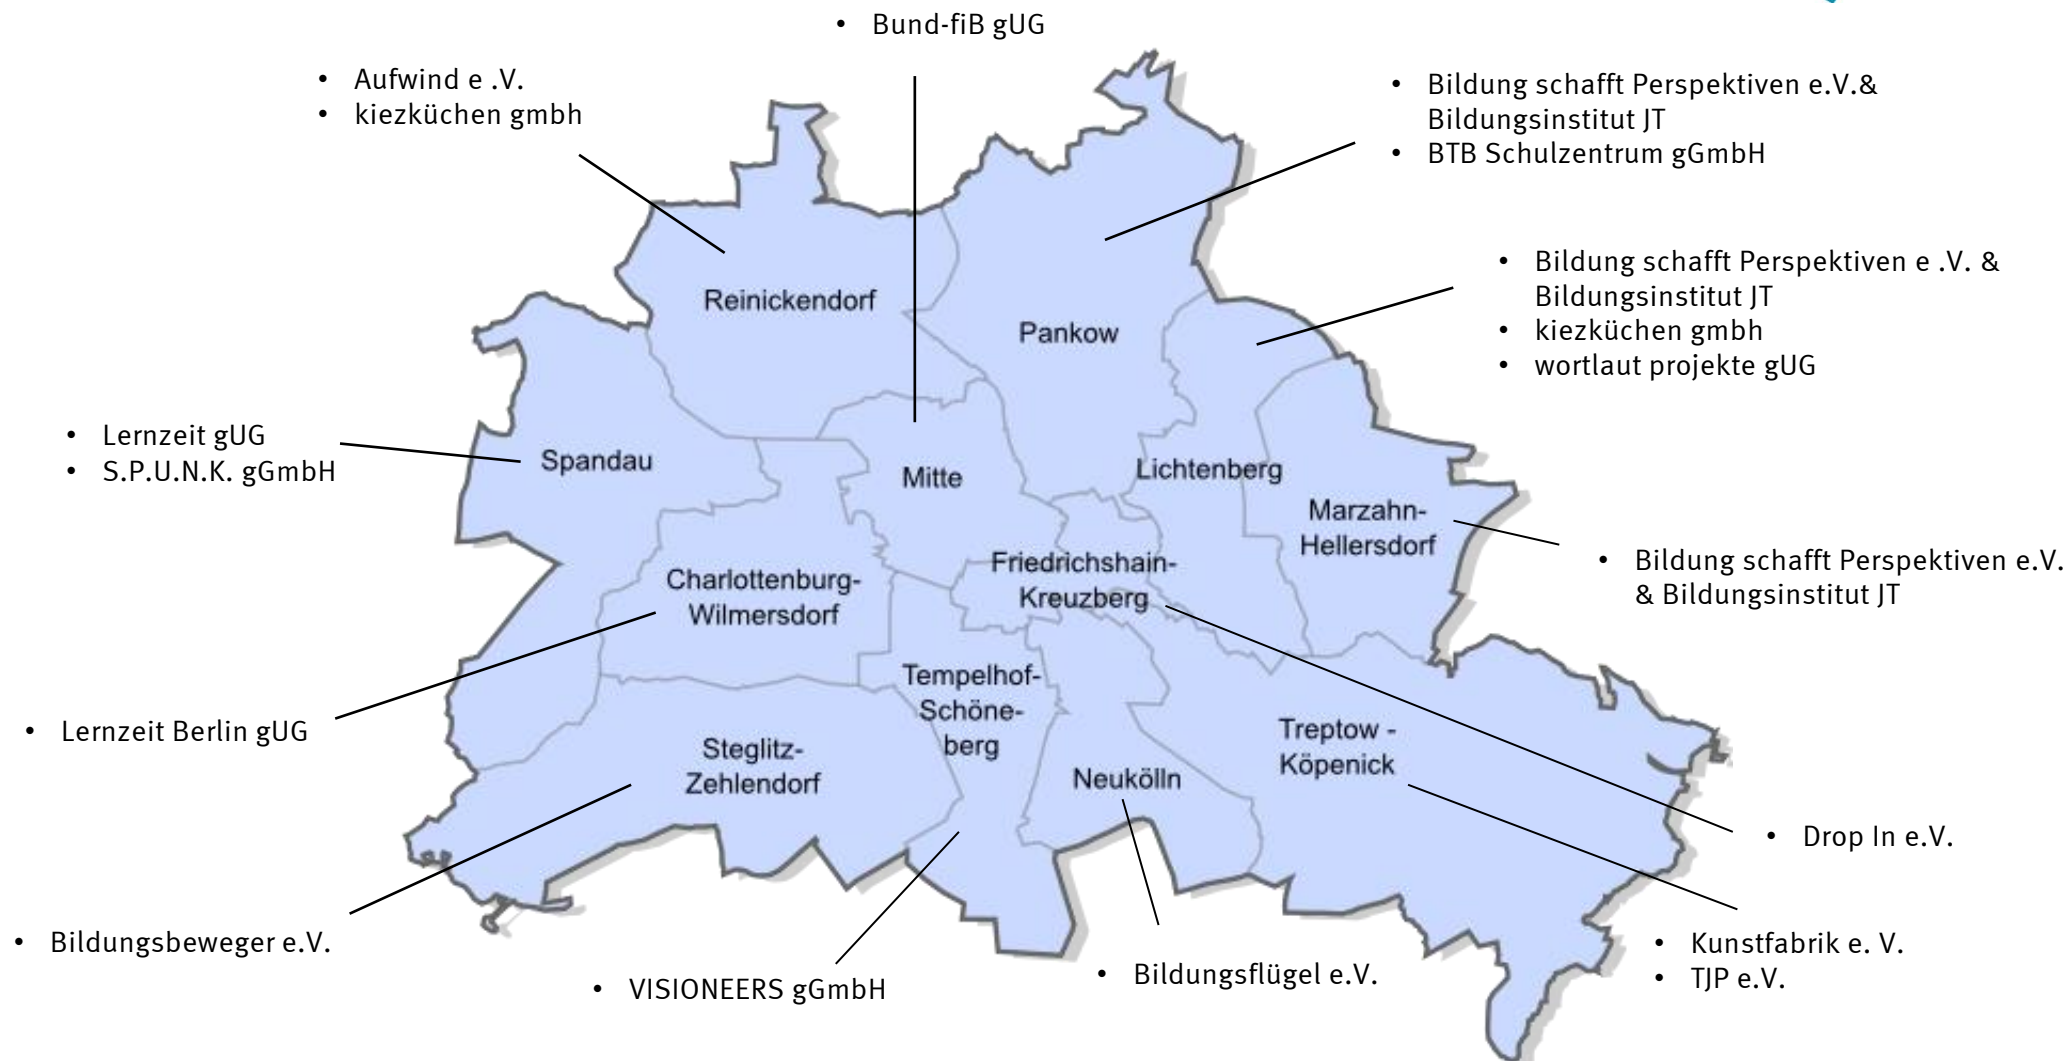 • Bund-fiB gUG
• Aufwind e .V.
• kiezküchen gmbh
• Bildung schafft Perspektiven e.V.&
Bildungsinstitut JT
• BTB Schulzentrum gGmbH
• Bildung schafft Perspektiven e .V. &
Bildungsinstitut JT
• kiezküchen gmbh
• wortlaut projekte gUG
Reinickendorf
Pankow
• Lernzeit gUG
• S.P.U.N.K. gGmbH
Spandau
Mitte
Lichtenberg
Marzahn-
Hellersdorf
• Bildung schafft Perspektiven e.V.
& Bildungsinstitut JT
Charlottenburg-
Wilmersdorf
Friedrichshain-
Kreuzberg
• Lernzeit Berlin gUG
Tempelhof-
Schöne-
berg
Steglitz-
Zehlendorf
Neukölln
Treptow -
Köpenick
• Drop In e.V.
• Bildungsbeweger e.V.
• VISIONEERS gGmbH
• Bildungsflügel e.V.
• Kunstfabrik e. V.
• TJP e.V.